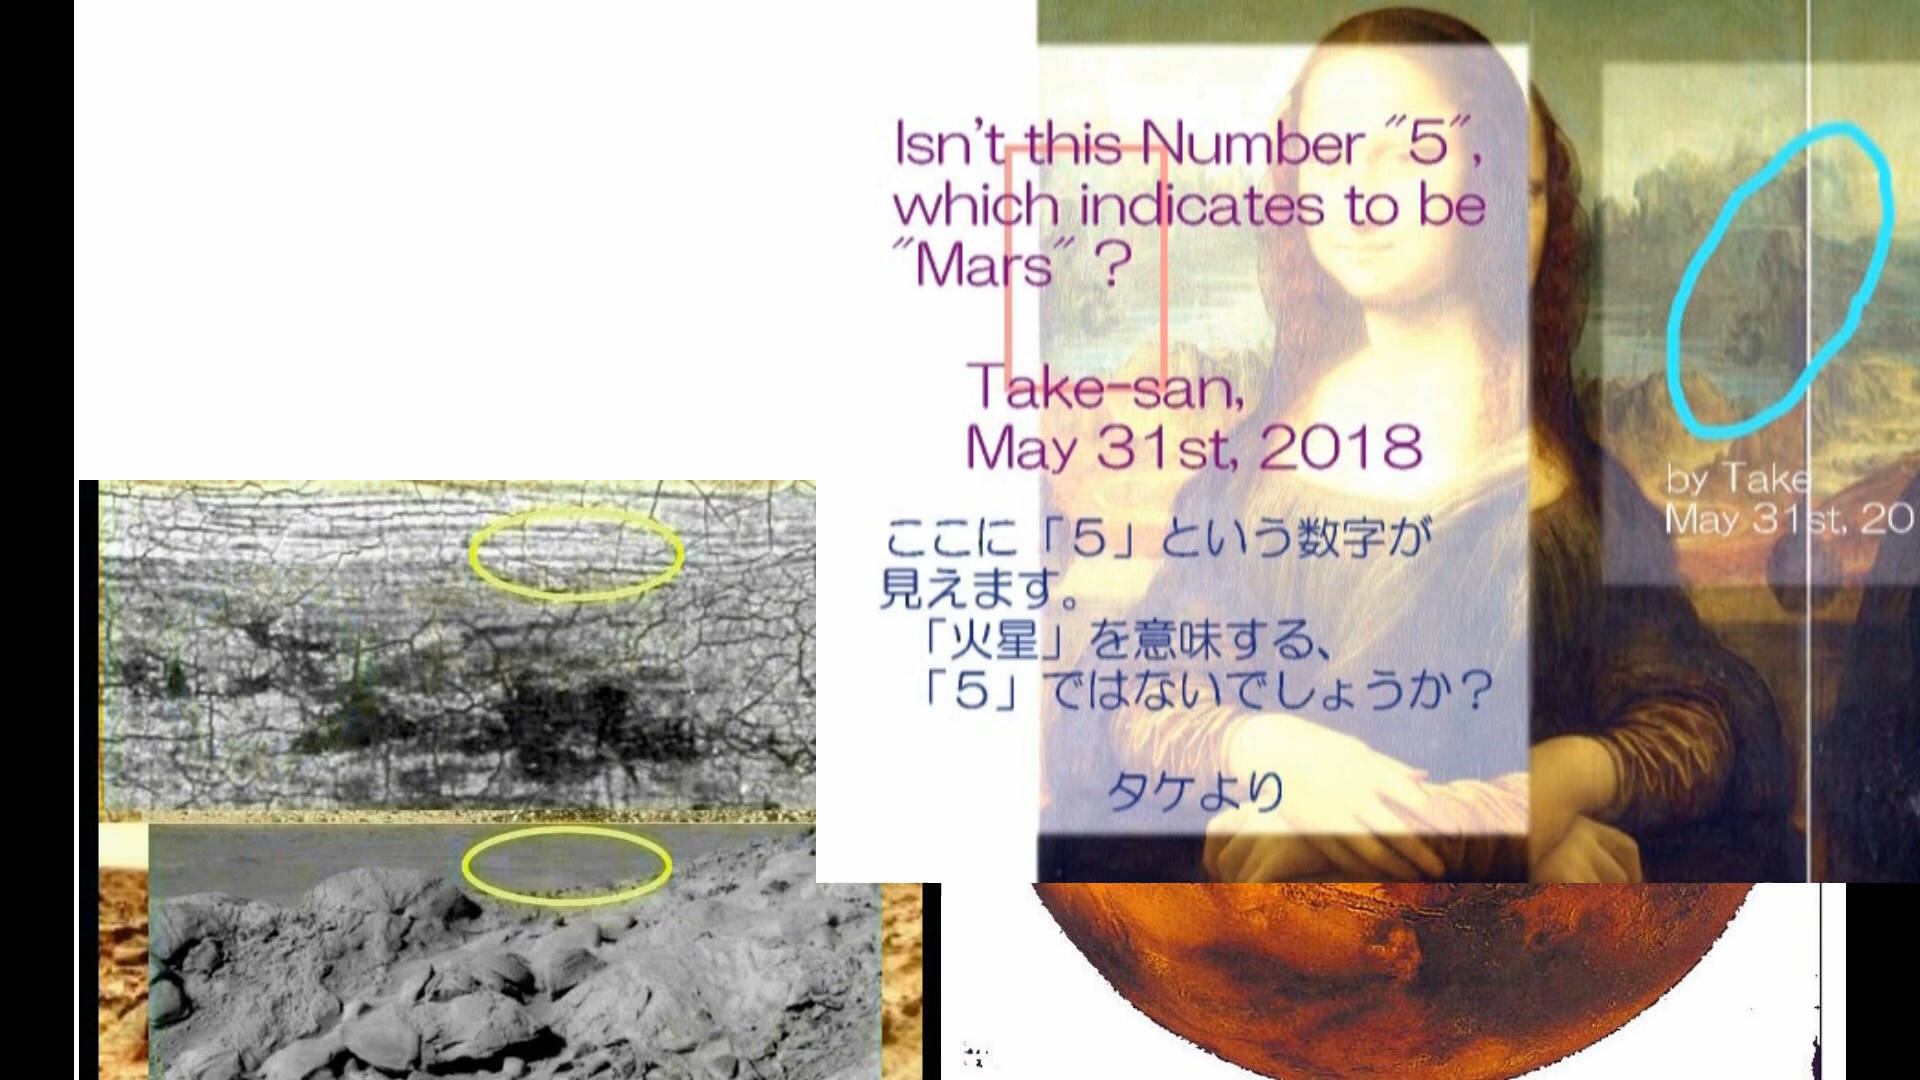 Isn't this Number "5",
which indicates to be
"Mars" ?
Take-san,
May 31st, 2018
ここに「5」という数字が
見えます。
「火星」を意味する、
「5」ではないでしょうか？
タケより
by Take
May 31st, 20